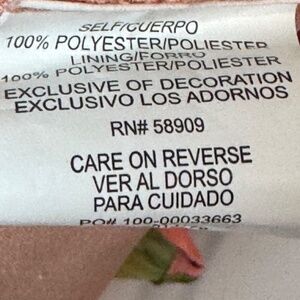 SELF/CUERPO
100% POLYESTER/POLIESTER
LINING/FORRO
100% POLYESTER/POLIESTER
EXCLUSIVE OF DECORATION
EXCLUSIVO LOS ADORNOS
RN# 58909
CARE ON REVERSE
VER AL DORSO
PARA CUIDADO
PO# 100-00033663